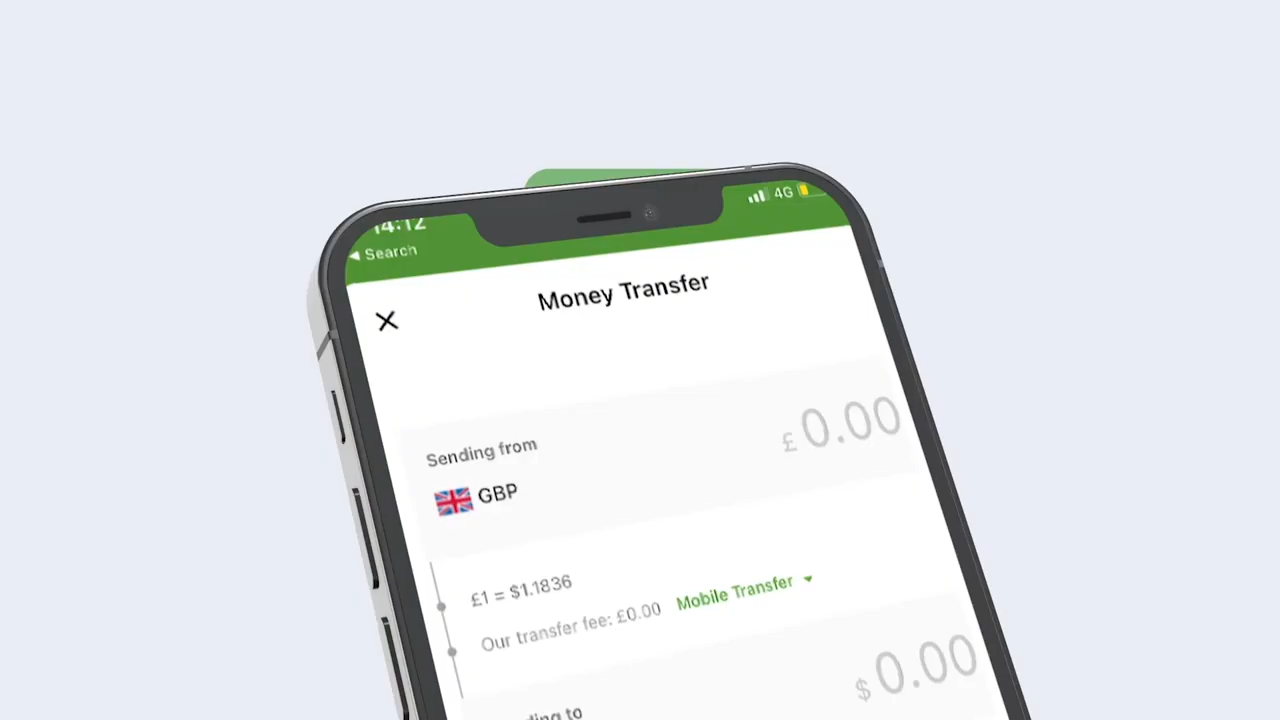 14:12
4G
◀ Search
Money Transfer
Sending from
£ 0.00
GBP
£1 = $1.1836
Our transfer fee: £0.00 Mobile Transfer
$ 0.00
to